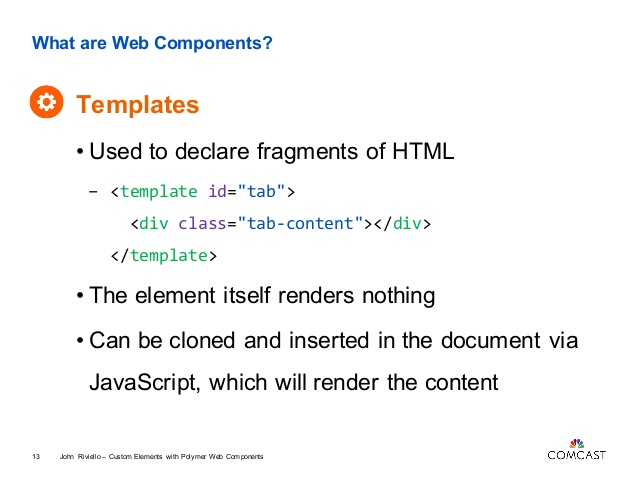 What are Web Components?
Templates
• Used to declare fragments of HTML
– <template id="tab">
<div class="tab-content"></div>
</template>
• The element itself renders nothing
• Can be cloned and inserted in the document via
JavaScript, which will render the content
13 John Riviello – Custom Elements with Polymer Web Components
COMCAST